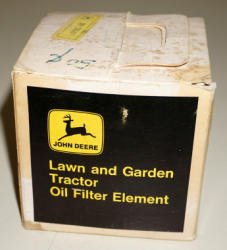 JOHN DEERE
Lawn and Garden
Tractor
Oil Filter Element